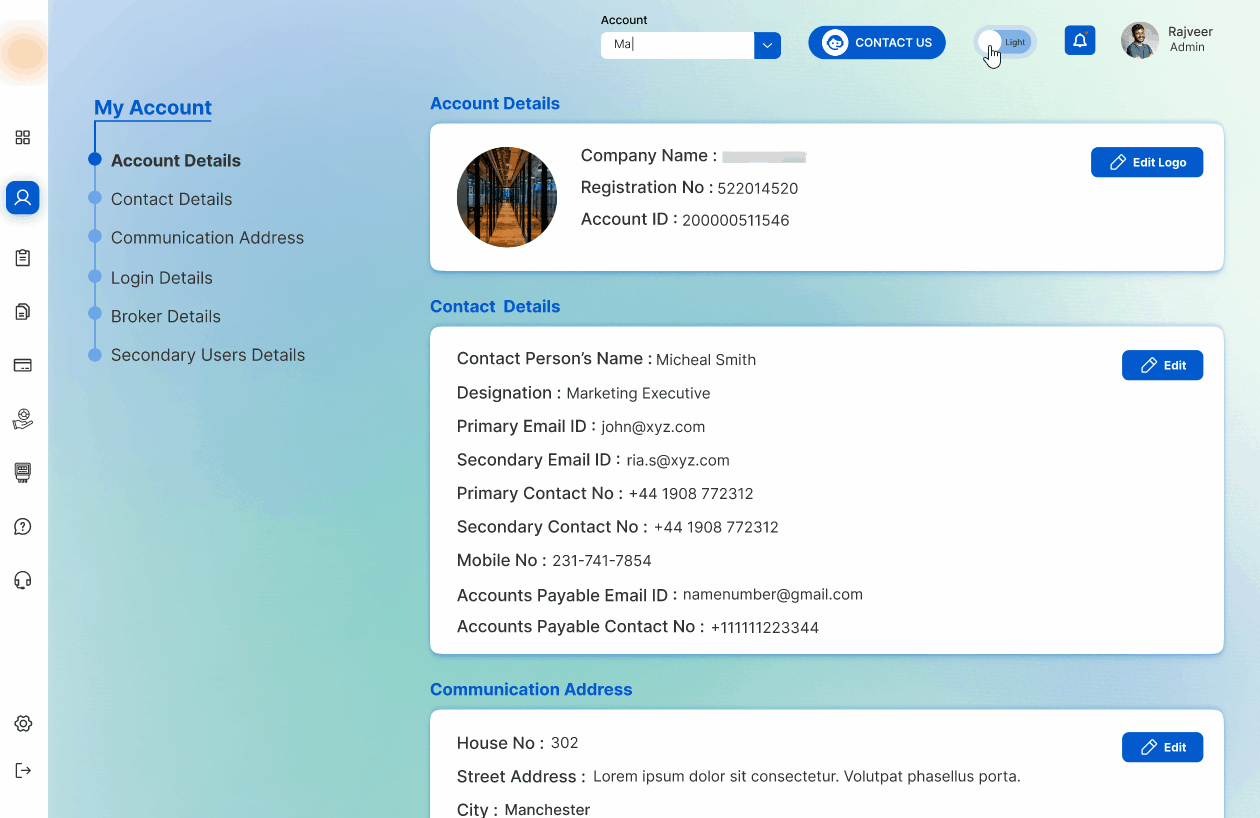 Account
Ma
CONTACT US
Light
Rajveer
Admin
My Account
Account Details
Contact Details
Communication Address
Login Details
Broker Details
Secondary Users Details
Account Details
Company Name :
Registration No : 522014520
Account ID : 200000511546
Edit Logo
Contact Details
Contact Person's Name : Micheal Smith
Designation : Marketing Executive
Primary Email ID : john@xyz.com
Secondary Email ID : ria.s@xyz.com
Primary Contact No : +44 1908 772312
Secondary Contact No : +44 1908 772312
Mobile No : 231-741-7854
Accounts Payable Email ID : namenumber@gmail.com
Accounts Payable Contact No : +111111223344
Edit
Communication Address
House No : 302
Street Address : Lorem ipsum dolor sit consectetur. Volutpat phasellus porta.
City : Manchester
Edit